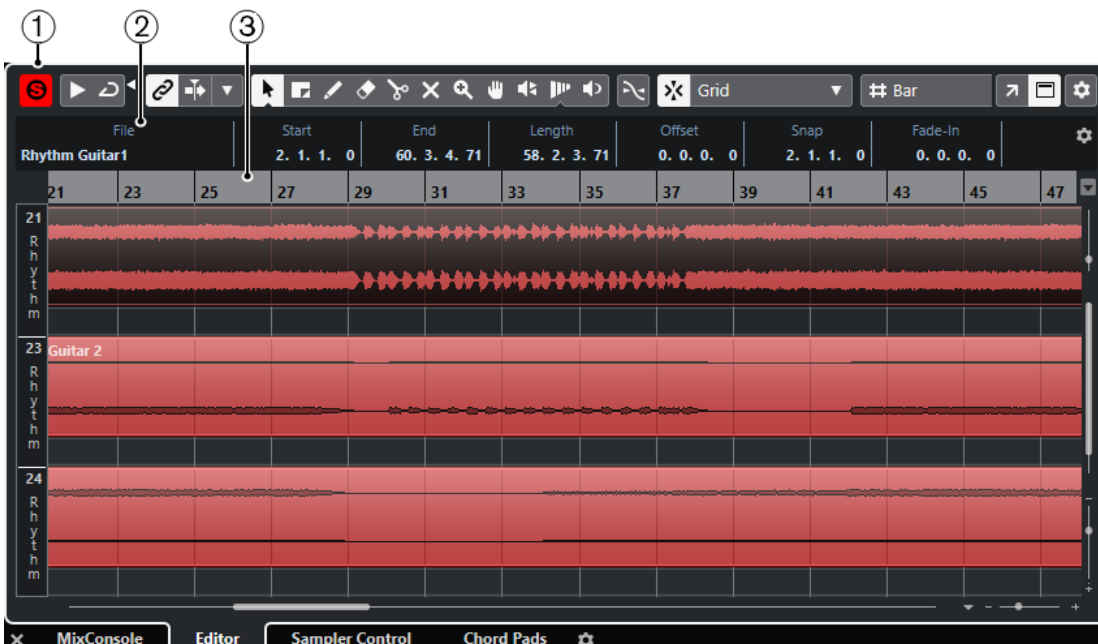 1 2 3
S Grid Bar
File Start End Length Offset Snap Fade-In
Rhythm Guitar1 2. 1. 1. 0 60. 3. 4. 71 58. 2. 3. 71 0. 0. 0. 0 2. 1. 1. 0 0. 0. 0. 0
21 23 25 27 29 31 33 35 37 39 41 43 45 47
21
Rhythm
23 Guitar 2
Rhythm
24
Rhythm
MixConsole Editor Sampler Control Chord Pads